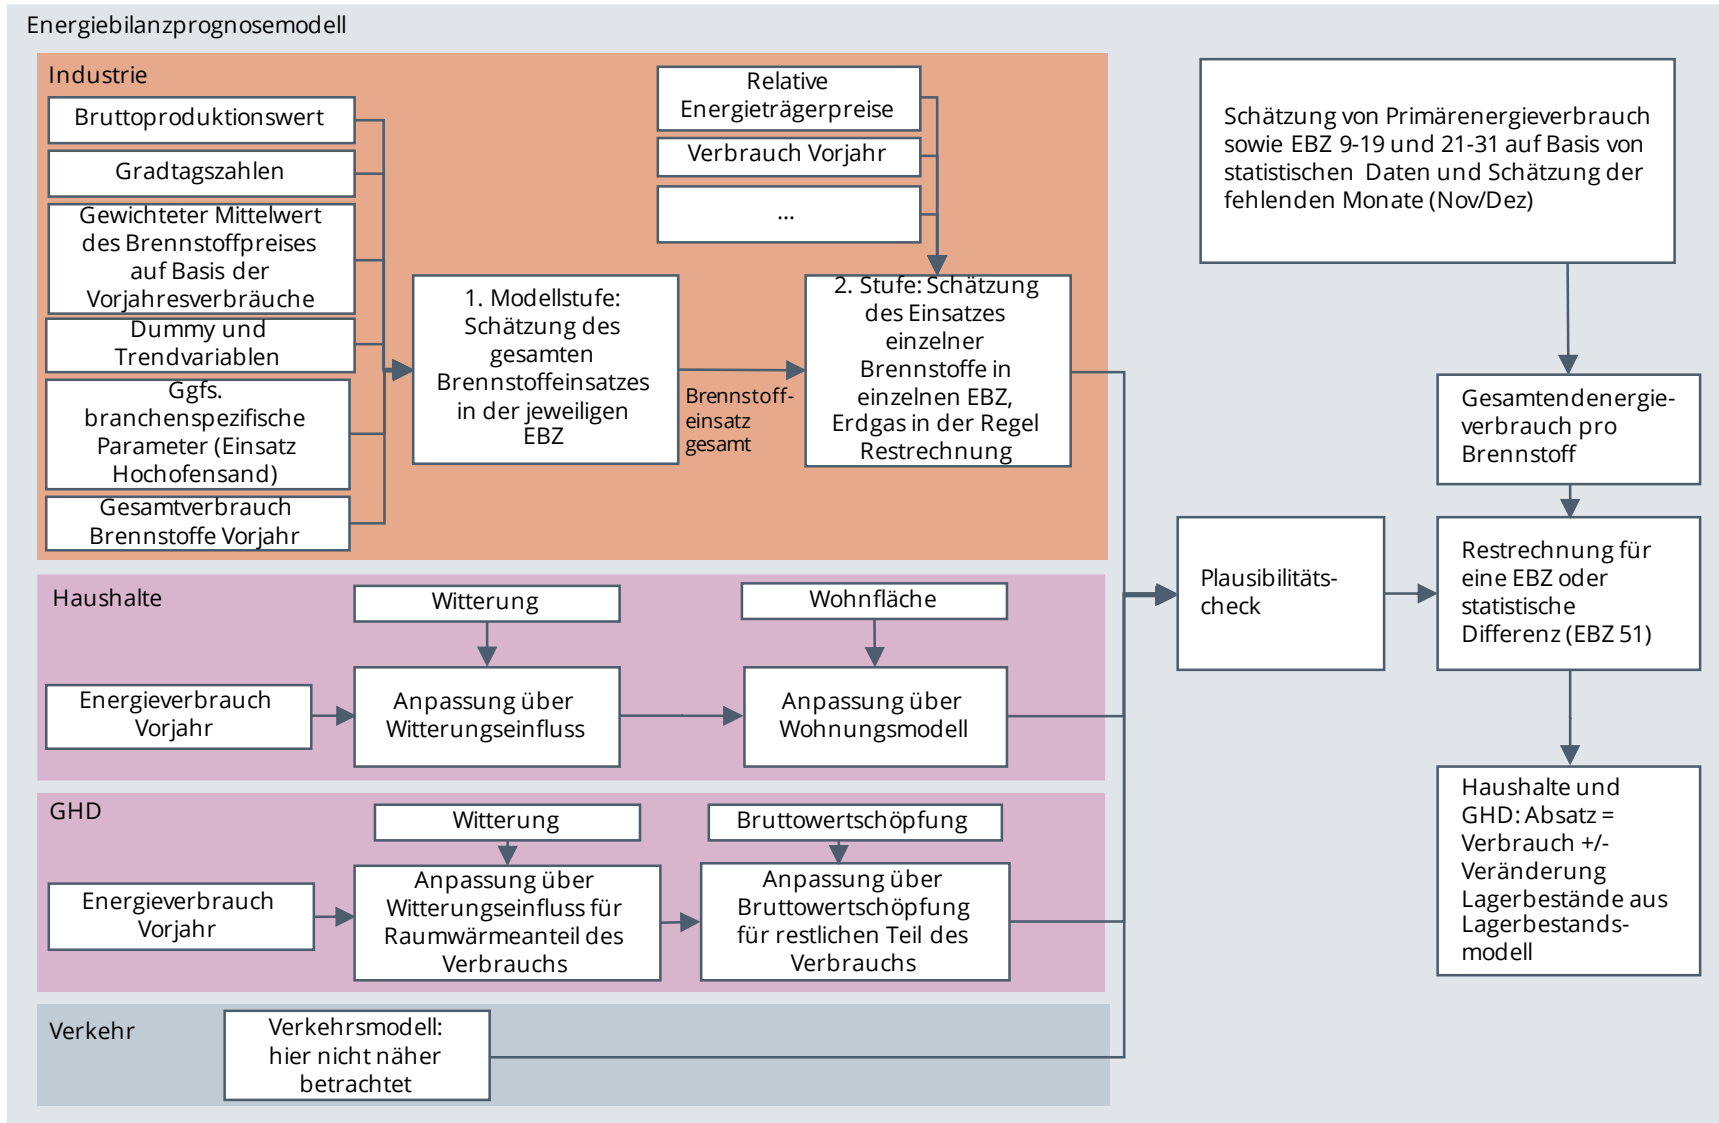 Energiebilanzprognosemodell
Industrie
Bruttoproduktionswert
Gradtagszahlen
Gewichteter Mittelwert
des Brennstoffpreises
auf Basis der
Vorjahresverbräuche
Dummy und
Trendvariablen
Ggfs.
branchenspezifische
Parameter (Einsatz
Hochofensand)
Gesamtverbrauch
Brennstoffe Vorjahr
1. Modellstufe:
Schätzung des
gesamten
Brennstoffeinsatzes
in der jeweiligen
EBZ
Brennstoff-
einsatz
gesamt
Relative
Energieträgerpreise
Verbrauch Vorjahr
...
2. Stufe: Schätzung
des Einsatzes
einzelner
Brennstoffe in
einzelnen EBZ,
Erdgas in der Regel
Restrechnung
Haushalte
Witterung
Wohnfläche
Energieverbrauch
Vorjahr
Anpassung über
Witterungseinfluss
Anpassung über
Wohnungsmodell
GHD
Witterung
Bruttowertschöpfung
Energieverbrauch
Vorjahr
Anpassung über
Witterungseinfluss für
Raumwärmeanteil des
Verbrauchs
Anpassung über
Bruttowertschöpfung
für restlichen Teil des
Verbrauchs
Verkehr
Verkehrsmodell:
hier nicht näher
betrachtet
Schätzung von Primärenergieverbrauch
sowie EBZ 9-19 und 21-31 auf Basis von
statistischen Daten und Schätzung der
fehlenden Monate (Nov/Dez)
Gesamtendenergie-
verbrauch pro
Brennstoff
Plausibilitäts-
check
Restrechnung für
eine EBZ oder
statistische
Differenz (EBZ 51)
Haushalte und
GHD: Absatz =
Verbrauch +/-
Veränderung
Lagerbestände aus
Lagerbestands-
modell